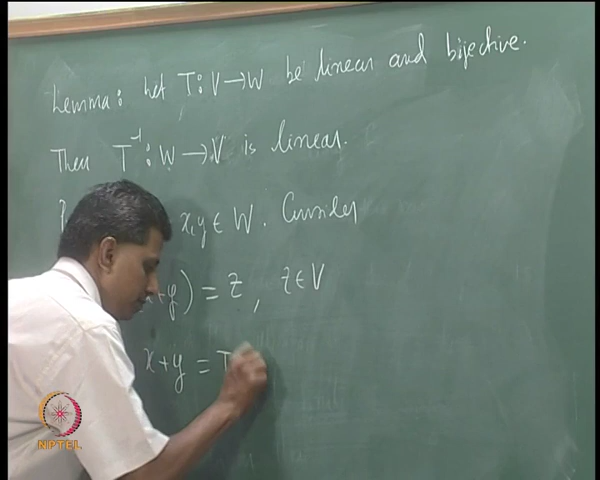 Lemma: Let T: V → W be linear and bijective.
Then T⁻¹: W → V is linear.
x, y ∈ W. Consider
+y) = z, z ∈ V
x + y = T
NPTEL